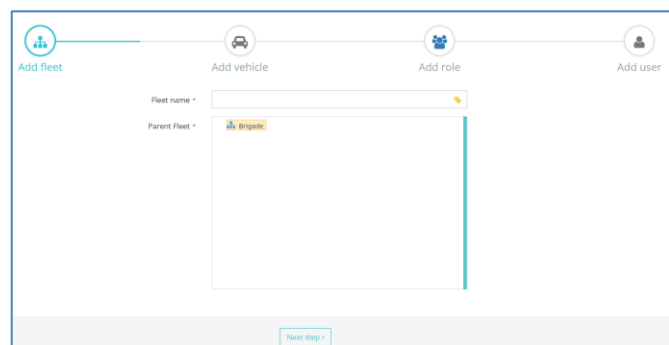 Add fleet
Add vehicle
Add role
Add user
Fleet name *
Parent Fleet *
Brigade
Next step >